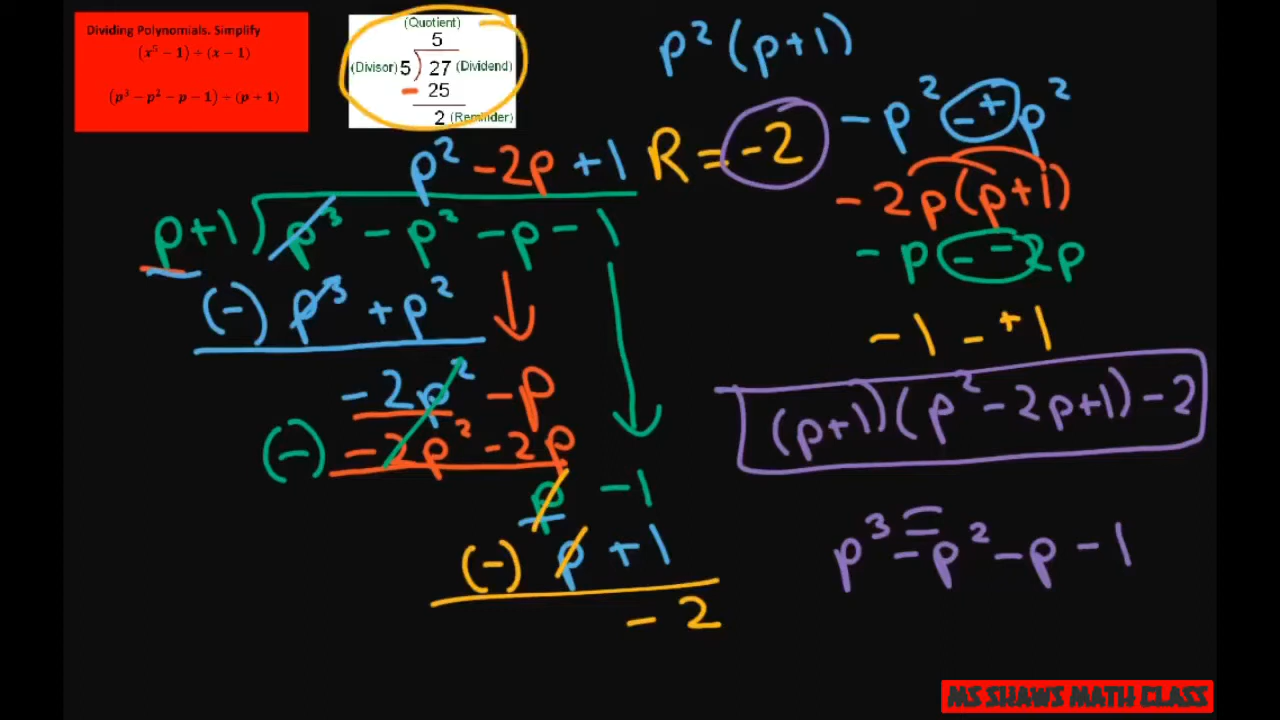 Dividing Polynomials. Simplify
(x⁵ − 1) ÷ (x − 1)
(p³ − p² − p − 1) ÷ (p + 1)
(Quotient)
5
(Divisor) 5 ) 27 (Dividend)
− 25
2 (Reminder)
p² − 2p + 1 R = −2
p+1 ) p³ − p² − p − 1
(−) p³ + p²
−2p² − p
(−) −2p² − 2p
p − 1
(−) p + 1
− 2
p² (p+1)
− p² − + p²
− 2p (p+1)
− p − − 2p
− 1 − + 1
(p+1)(p² − 2p + 1) − 2
=
p³ − p² − p − 1
MS SHAWS MATH CLASS